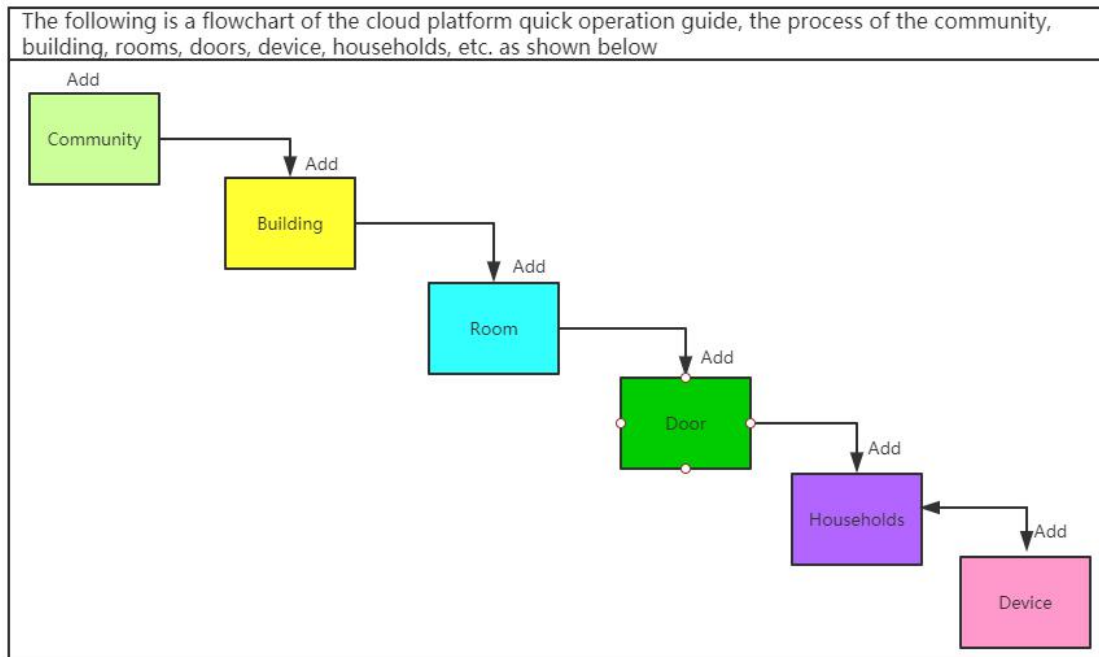 The following is a flowchart of the cloud platform quick operation guide, the process of the community,
building, rooms, doors, device, households, etc. as shown below
Add
Community
Add
Building
Add
Room
Add
Door
Add
Households
Add
Device